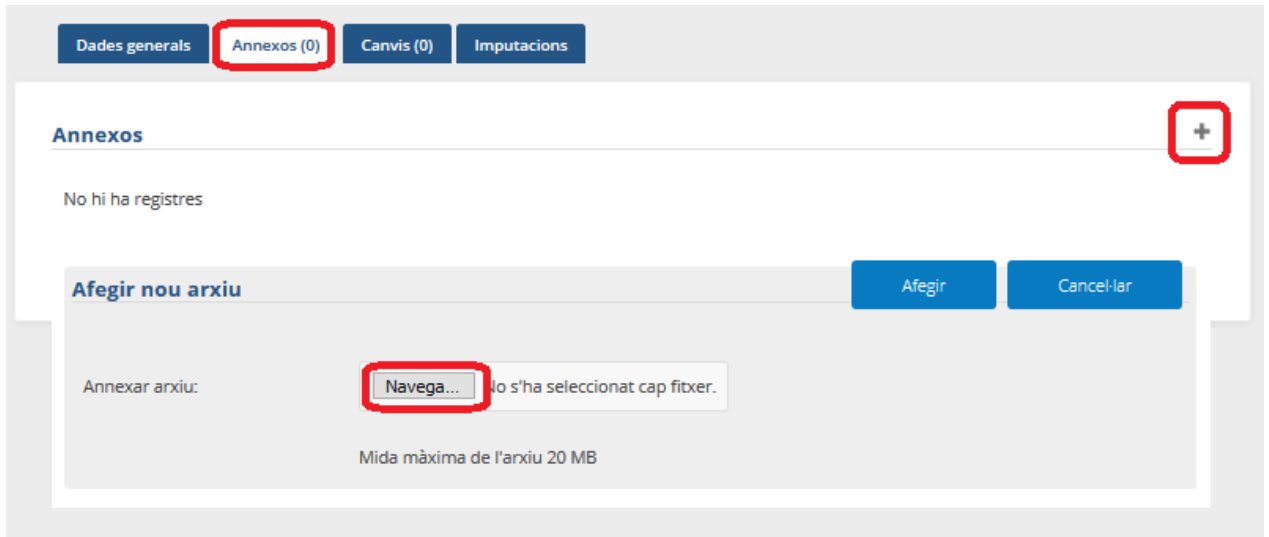 Dades generals Annexos (0) Canvis (0) Imputacions
Annexos +
No hi ha registres
Afegir nou arxiu Afegir Cancel·lar
Annexar arxiu: Navega... No s'ha seleccionat cap fitxer.
Mida màxima de l'arxiu 20 MB